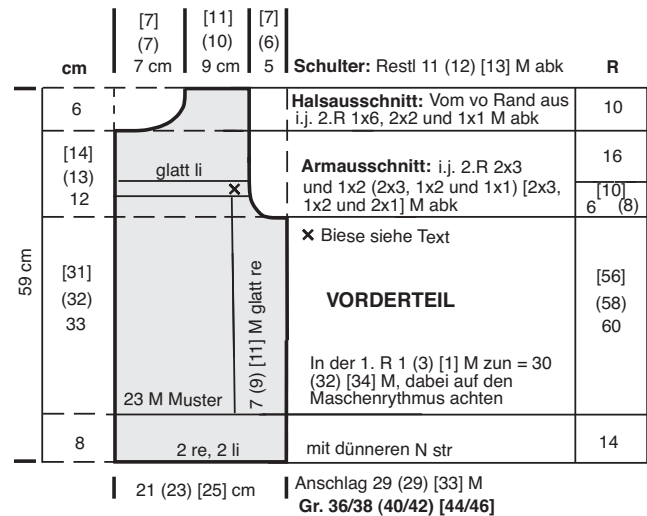 [7] [11] [7]
(7) (10) (6)
cm 7 cm 9 cm 5 Schulter: Restl 11 (12) [13] M abk R
6 Halsausschnitt: Vom vo Rand aus 10
i.j. 2.R 1x6, 2x2 und 1x1 M abk
[14] 16
(13) glatt li Armausschnitt: i.j. 2.R 2x3
12 × und 1x2 (2x3, 1x2 und 1x1) [2x3, [10]
1x2 und 2x1] M abk 6 (8)
× Biese siehe Text
59 cm
[31] [56]
(32) VORDERTEIL (58)
33 60
7 (9) [11] M glatt re
In der 1. R 1 (3) [1] M zun = 30
(32) [34] M, dabei auf den
23 M Muster Maschenrythmus achten
8 2 re, 2 li mit dünneren N str 14
21 (23) [25] cm Anschlag 29 (29) [33] M
Gr. 36/38 (40/42) [44/46]